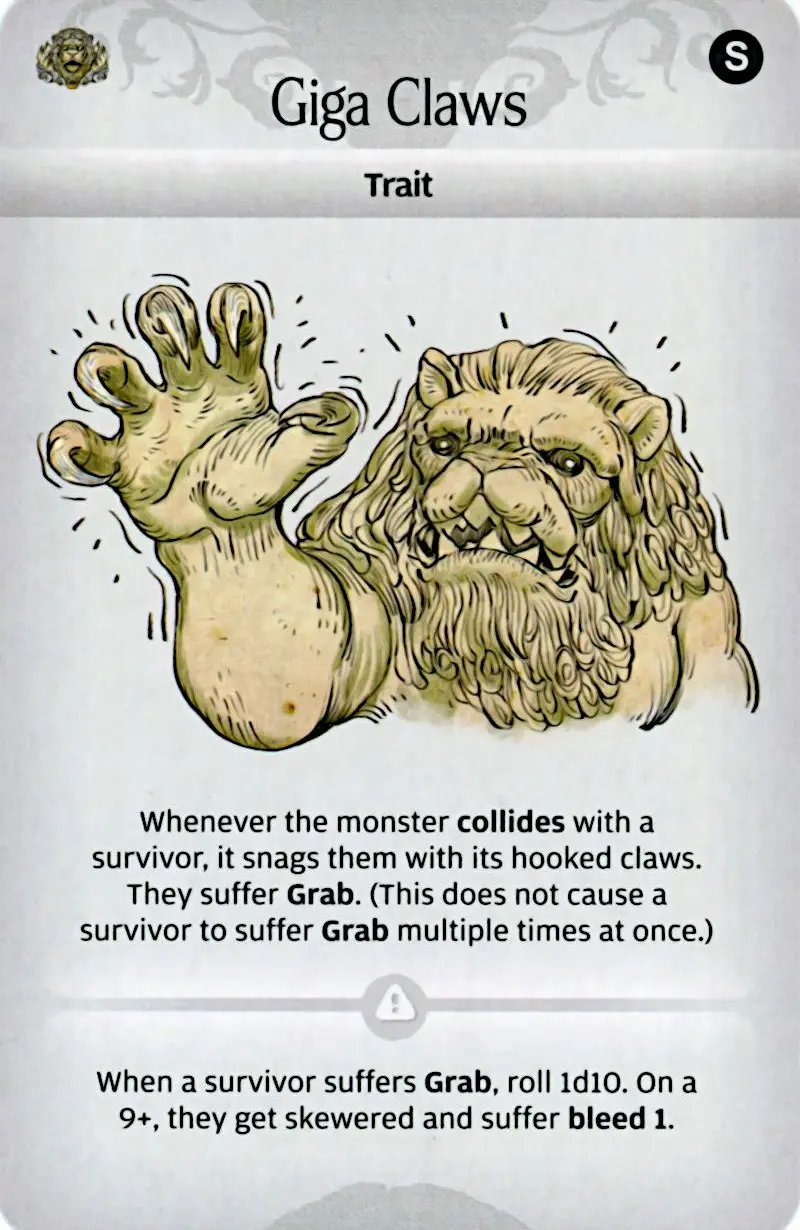 S
Giga Claws
Trait
Whenever the monster collides with a
survivor, it snags them with its hooked claws.
They suffer Grab. (This does not cause a
survivor to suffer Grab multiple times at once.)
When a survivor suffers Grab, roll 1d10. On a
9+, they get skewered and suffer bleed 1.